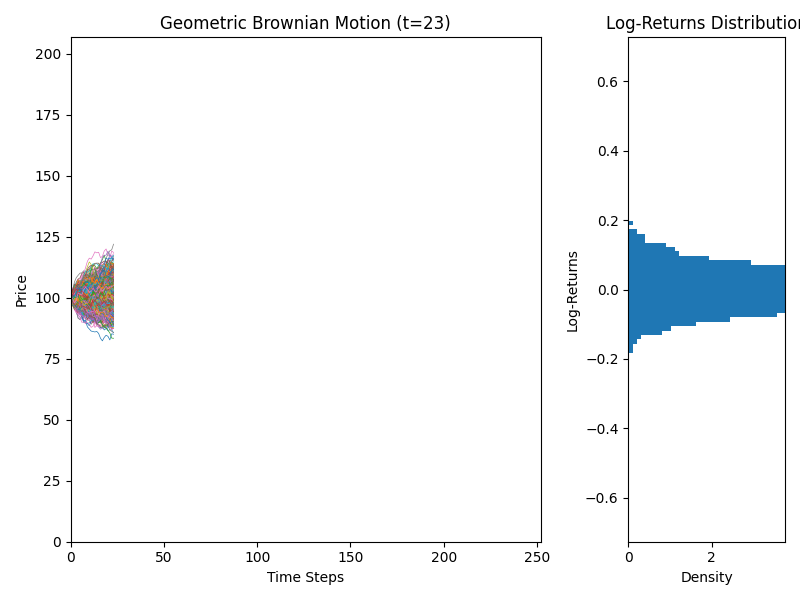 Geometric Brownian Motion (t=23)
Log-Returns Distribution
Price
200
175
150
125
100
75
50
25
0
0 50 100 150 200 250
Time Steps
Log-Returns
0.6
0.4
0.2
0.0
−0.2
−0.4
−0.6
0 2
Density